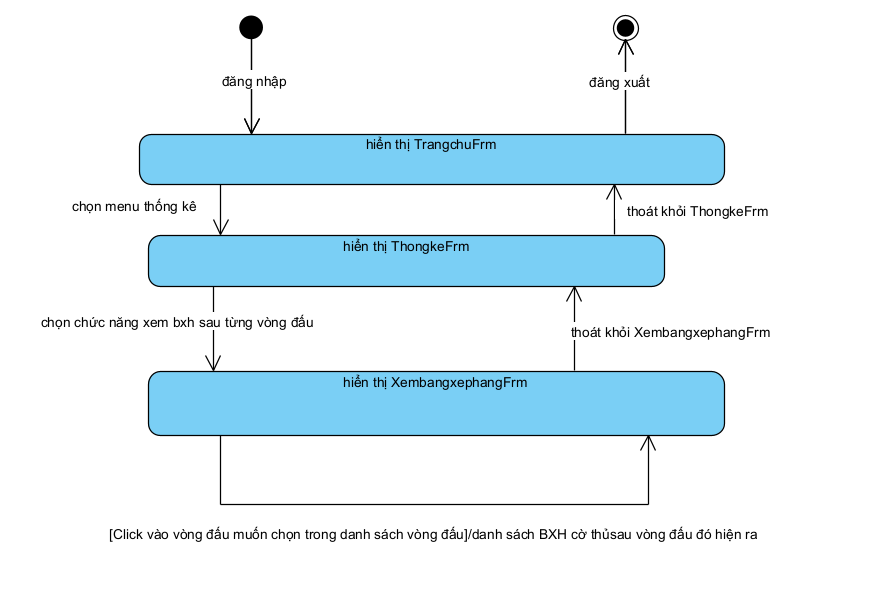 đăng nhập
đăng xuất
hiển thị TrangchuFrm
chọn menu thống kê
thoát khỏi ThongkeFrm
hiển thị ThongkeFrm
chọn chức năng xem bxh sau từng vòng đấu
thoát khỏi XembangxephangFrm
hiển thị XembangxephangFrm
[Click vào vòng đấu muốn chọn trong danh sách vòng đấu]/danh sách BXH cờ thủsau vòng đấu đó hiện ra